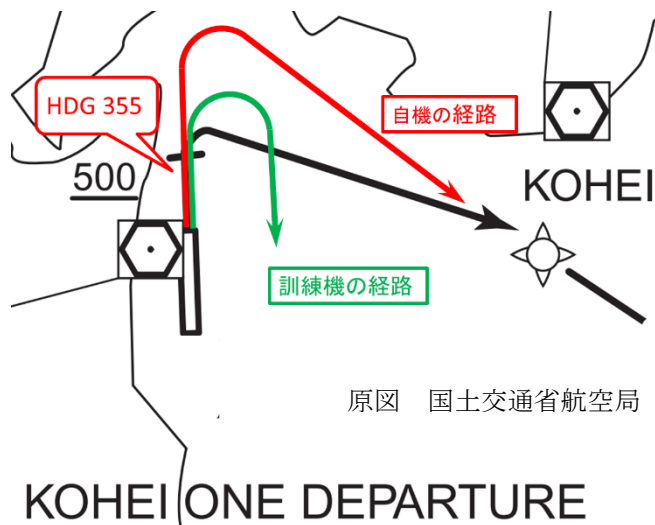 HDG 355
自機の経路
500
KOHEI
訓練機の経路
原図　国土交通省航空局
KOHEI ONE DEPARTURE